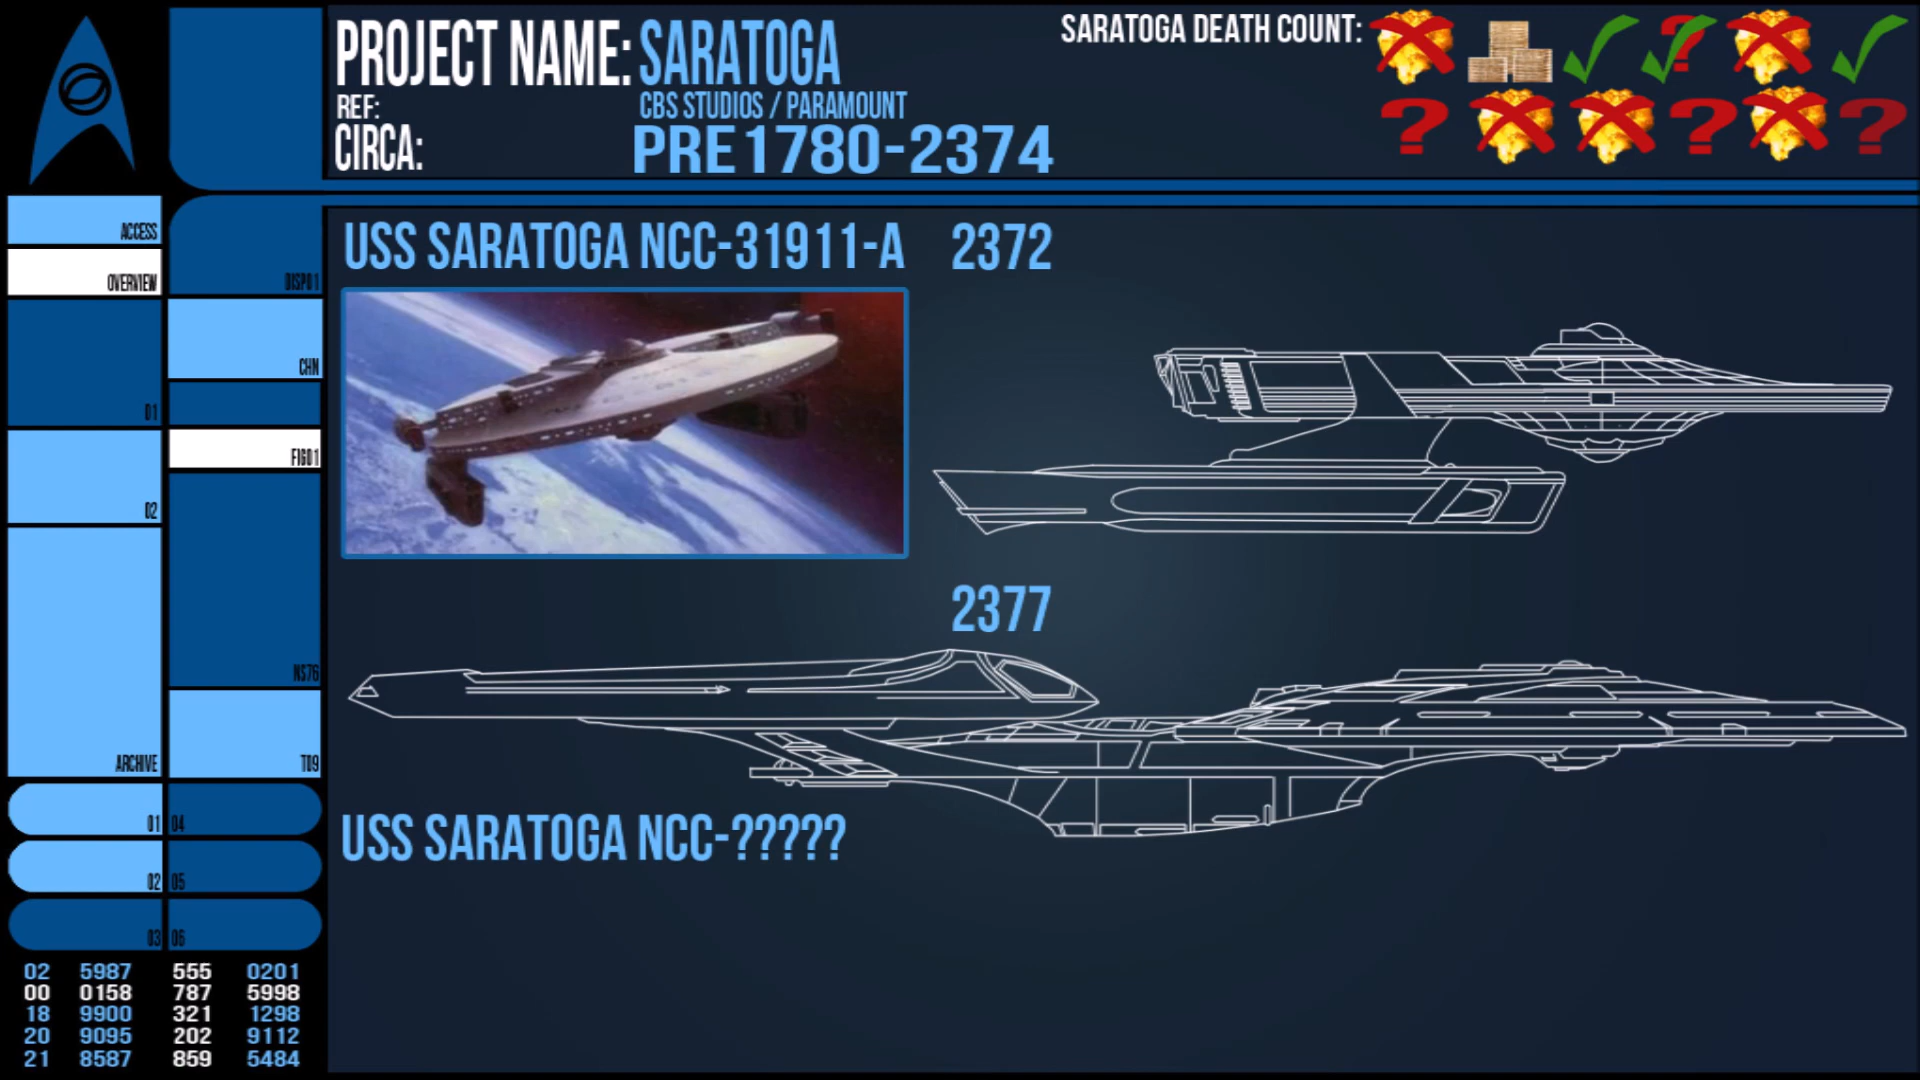 PROJECT NAME: SARATOGA
REF: CBS STUDIOS / PARAMOUNT
CIRCA: PRE1780-2374
SARATOGA DEATH COUNT:
?
? ? ?
ACCESS
OVERVIEW
01
02
ARCHIVE
DISP01
CHN
FIG01
NS76
T09
01 04
02 05
03 06
02 5987 555 0201
00 0158 787 5998
18 9900 321 1298
20 9095 202 9112
21 8587 859 5484
USS SARATOGA NCC-31911-A 2372
2377
USS SARATOGA NCC-?????